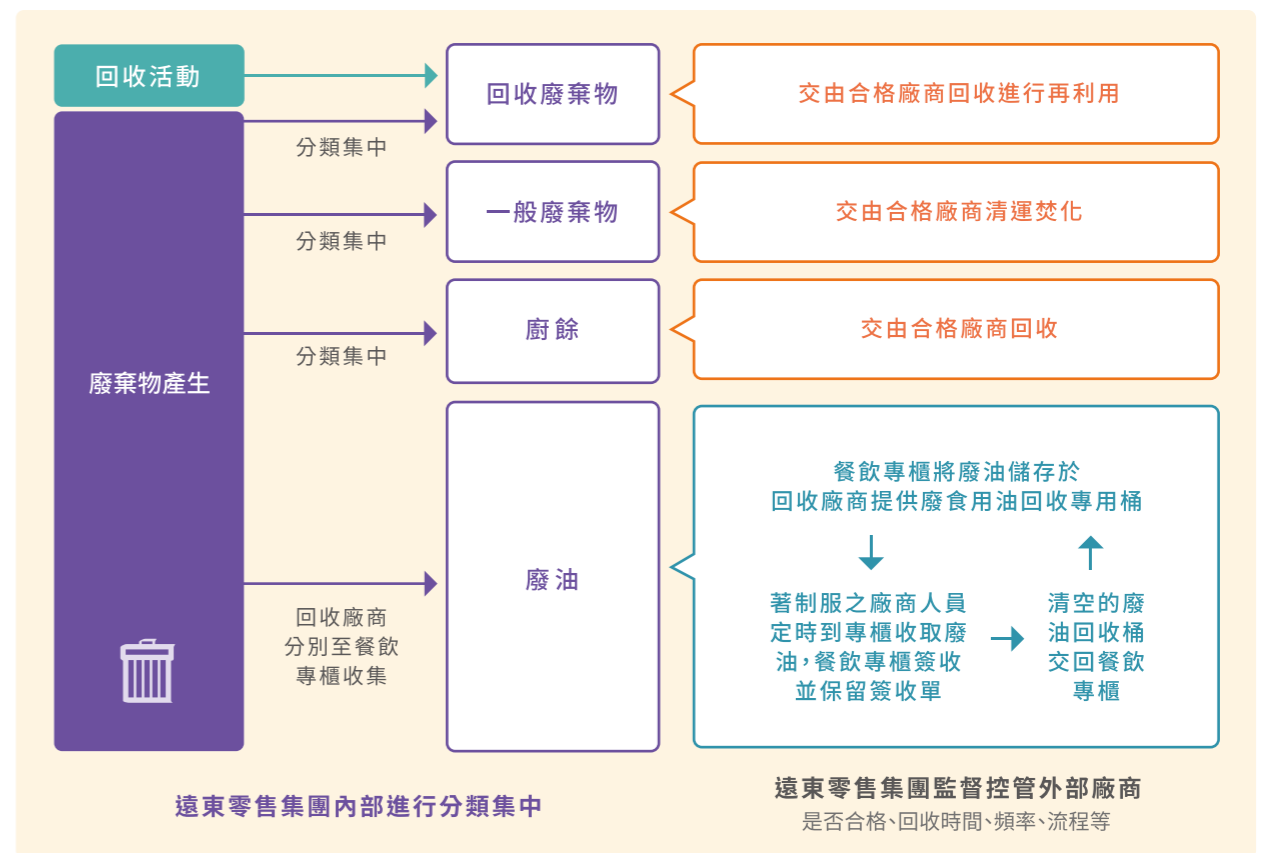 回收活動
回收廢棄物
交由合格廠商回收進行再利用
分類集中
一般廢棄物
交由合格廠商清運焚化
分類集中
廚餘
交由合格廠商回收
分類集中
廢棄物產生
廢油
回收廠商
分別至餐飲
專櫃收集
餐飲專櫃將廢油儲存於
回收廠商提供廢食用油回收專用桶
著制服之廠商人員
定時到專櫃收取廢
油，餐飲專櫃簽收
並保留簽收單
清空的廢
油回收桶
交回餐飲
專櫃
遠東零售集團內部進行分類集中
遠東零售集團監督控管外部廠商
是否合格、回收時間、頻率、流程等